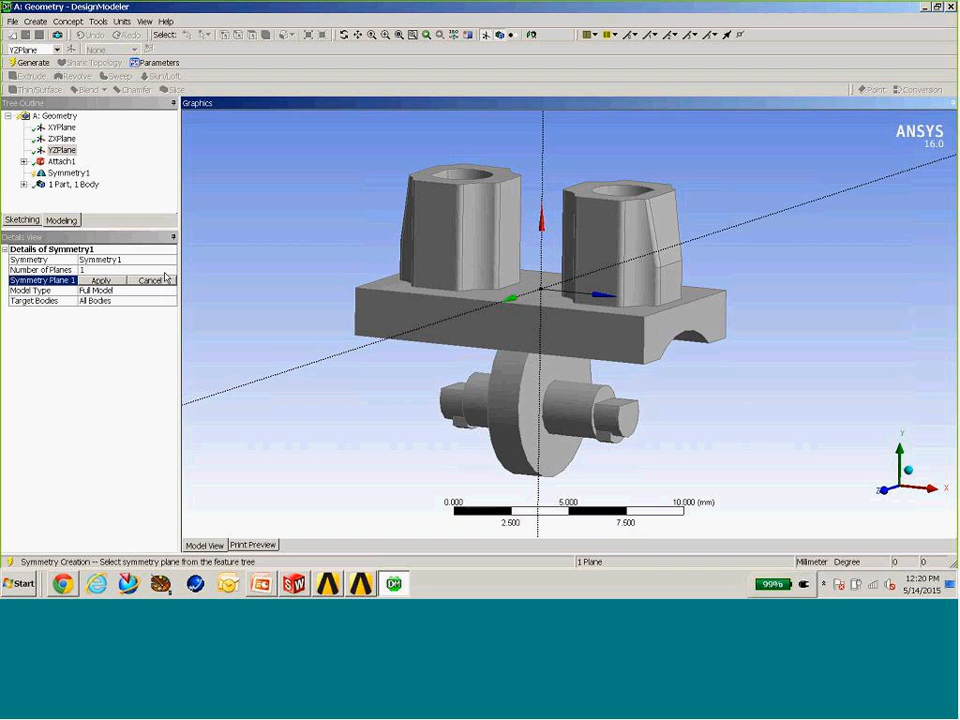 A: Geometry - DesignModeler
File Create Concept Tools Units View Help
Undo Redo Select:
YZPlane None
Generate Share Topology Parameters
Extrude Revolve Sweep Skin/Loft
Thin/Surface Blend Chamfer Slice Point Conversion
Tree Outline
Graphics
A: Geometry
XYPlane
ZXPlane
YZPlane
Attach1
Symmetry1
1 Part, 1 Body
ANSYS
16.0
Sketching Modeling
Details View
Details of Symmetry1
Symmetry Symmetry1
Number of Planes 1
Symmetry Plane 1 Apply Cancel
Model Type Full Model
Target Bodies All Bodies
Y
X
Z
0.000 5.000 10.000 (mm)
2.500 7.500
Model View Print Preview
Symmetry Creation -- Select symmetry plane from the feature tree 1 Plane Millimeter Degree 0 0
Start SW DM 99% 12:20 PM
5/14/2015